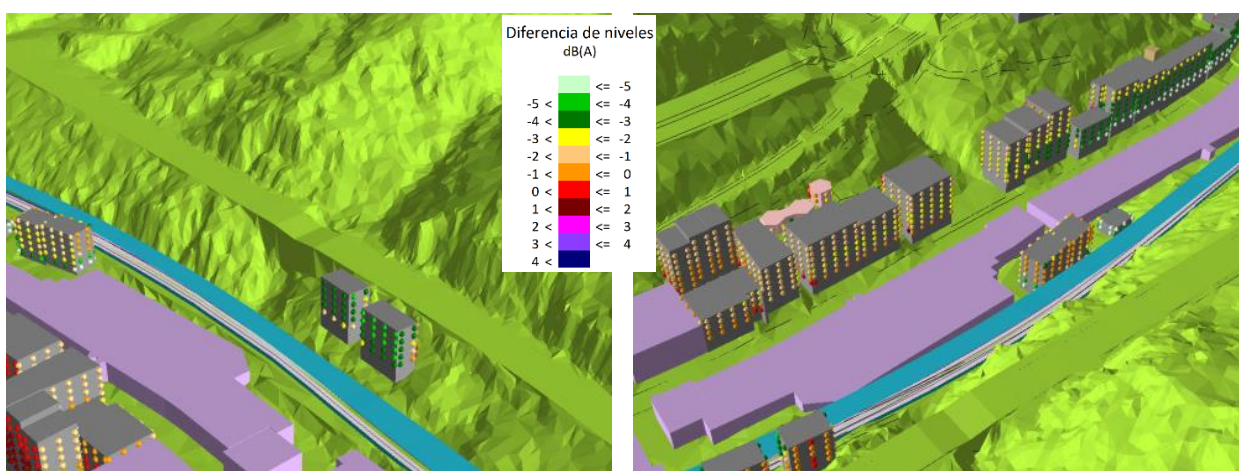 Diferencia de niveles
dB(A)
<= -5
-5 < <= -4
-4 < <= -3
-3 < <= -2
-2 < <= -1
-1 < <= 0
0 < <= 1
1 < <= 2
2 < <= 3
3 < <= 4
4 <